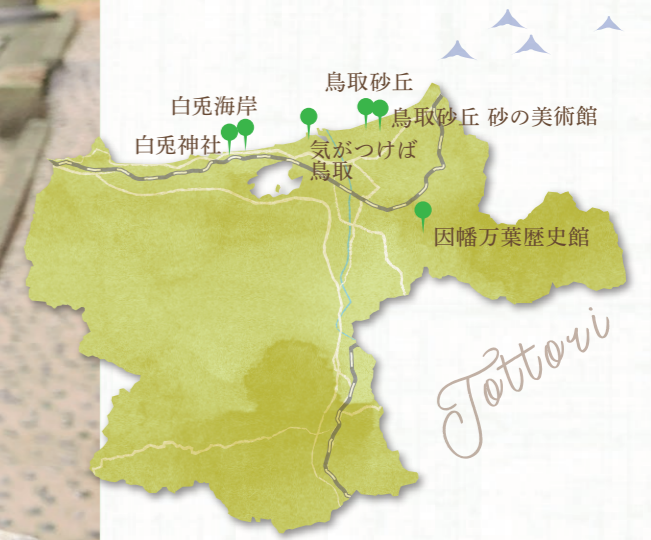 鳥取砂丘
白兎海岸
鳥取砂丘 砂の美術館
白兎神社
気がつけば
鳥取
因幡万葉歴史館
Tottori